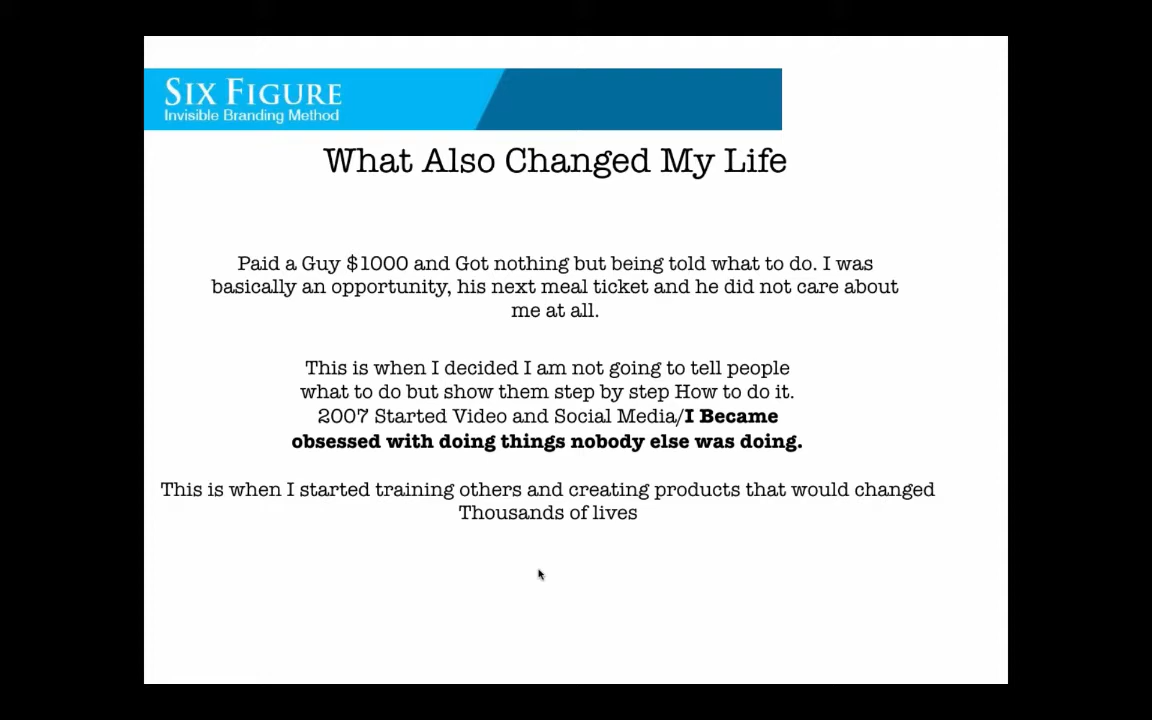 SIX FIGURE
Invisible Branding Method
What Also Changed My Life
Paid a Guy $1000 and Got nothing but being told what to do. I was
basically an opportunity, his next meal ticket and he did not care about
me at all.
This is when I decided I am not going to tell people
what to do but show them step by step How to do it.
2007 Started Video and Social Media/I Became
obsessed with doing things nobody else was doing.
This is when I started training others and creating products that would changed
Thousands of lives